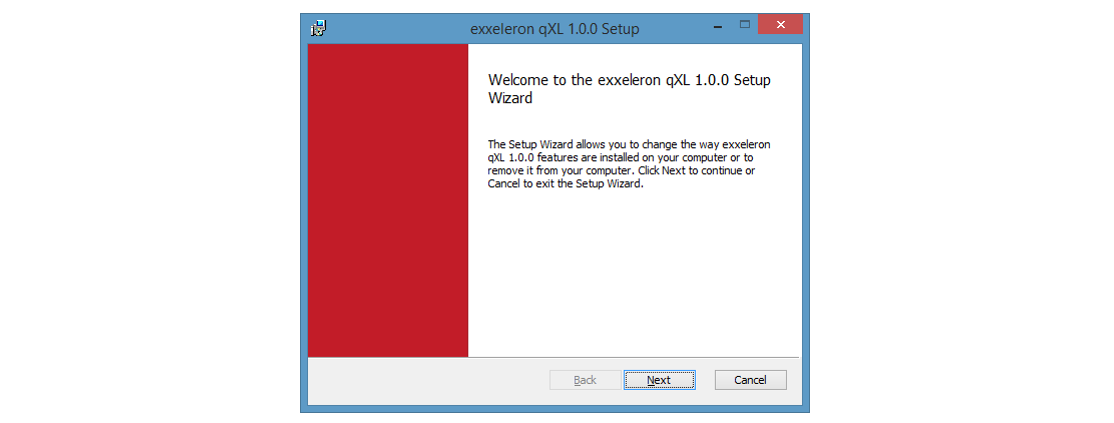 exxeleron qXL 1.0.0 Setup
Welcome to the exxeleron qXL 1.0.0 Setup
Wizard
The Setup Wizard allows you to change the way exxeleron
qXL 1.0.0 features are installed on your computer or to
remove it from your computer. Click Next to continue or
Cancel to exit the Setup Wizard.
Back
Next
Cancel